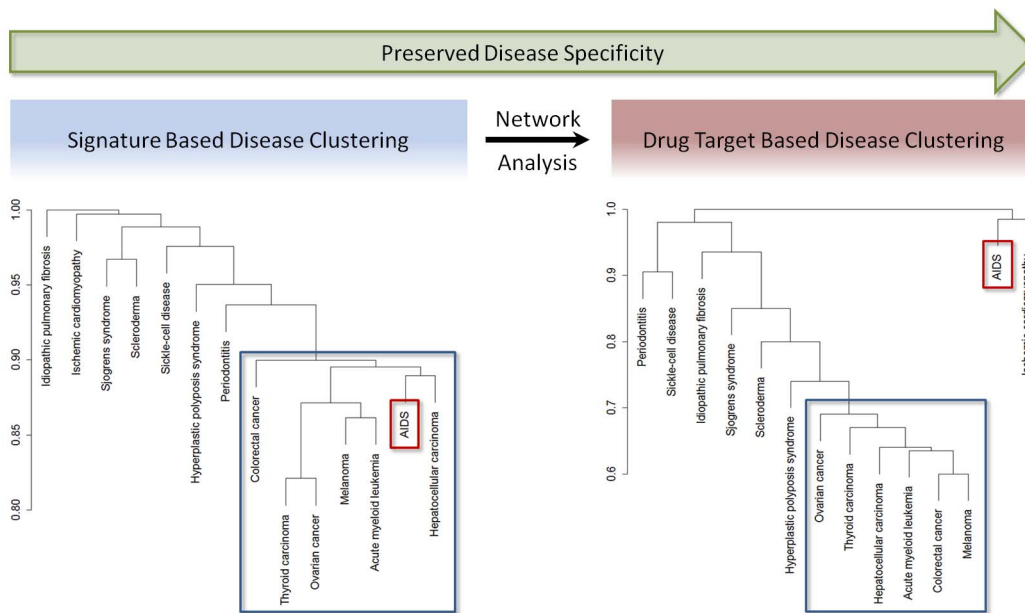 Preserved Disease Specificity
Signature Based Disease Clustering
Network
Analysis
Drug Target Based Disease Clustering
1.00
0.95
0.90
0.85
0.80
Idiopathic pulmonary fibrosis
Ischemic cardiomyopathy
Sjogrens syndrome
Scleroderma
Sickle-cell disease
Hyperplastic polyposis syndrome
Periodontitis
Colorectal cancer
Thyroid carcinoma
Ovarian cancer
Melanoma
Acute myeloid leukemia
AIDS
Hepatocellular carcinoma
1.0
0.9
0.8
0.7
0.6
Periodontitis
Sickle-cell disease
Idiopathic pulmonary fibrosis
Sjogrens syndrome
Scleroderma
Hyperplastic polyposis syndrome
Ovarian cancer
Thyroid carcinoma
Hepatocellular carcinoma
Acute myeloid leukemia
Colorectal cancer
Melanoma
AIDS